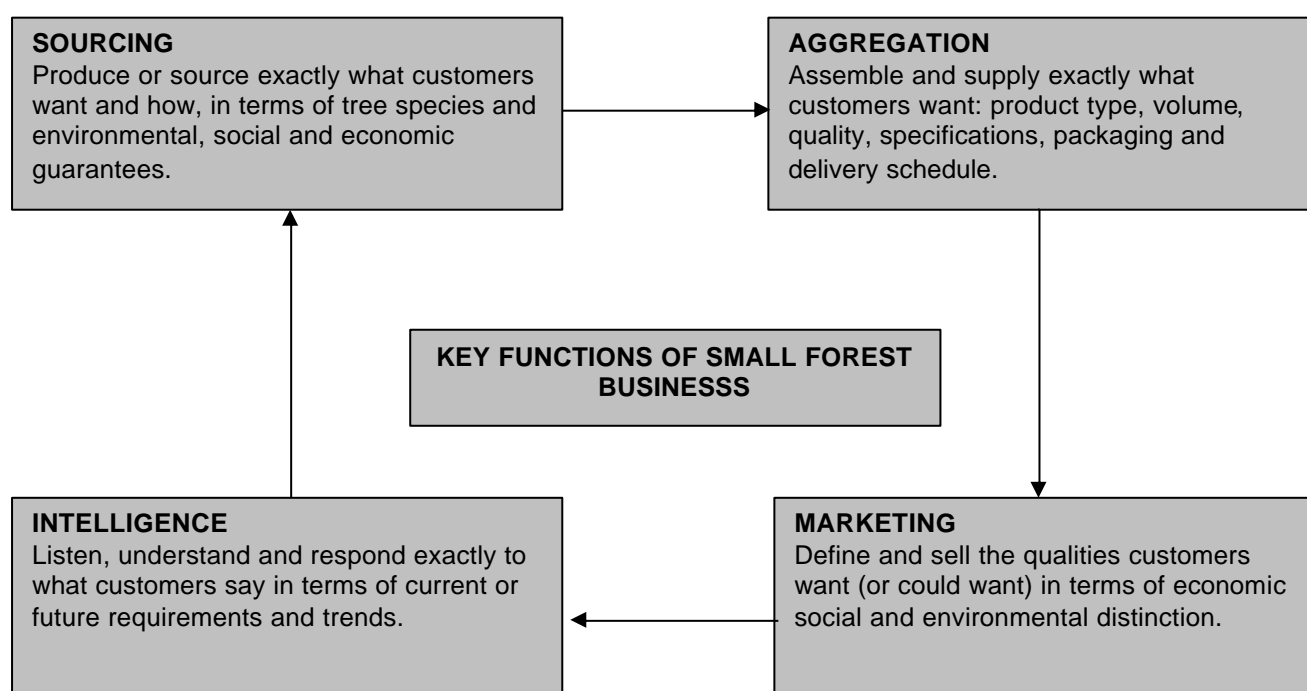 SOURCING
Produce or source exactly what customers
want and how, in terms of tree species and
environmental, social and economic
guarantees.
AGGREGATION
Assemble and supply exactly what
customers want: product type, volume,
quality, specifications, packaging and
delivery schedule.
KEY FUNCTIONS OF SMALL FOREST
BUSINESSS
INTELLIGENCE
Listen, understand and respond exactly to
what customers say in terms of current or
future requirements and trends.
MARKETING
Define and sell the qualities customers
want (or could want) in terms of economic
social and environmental distinction.